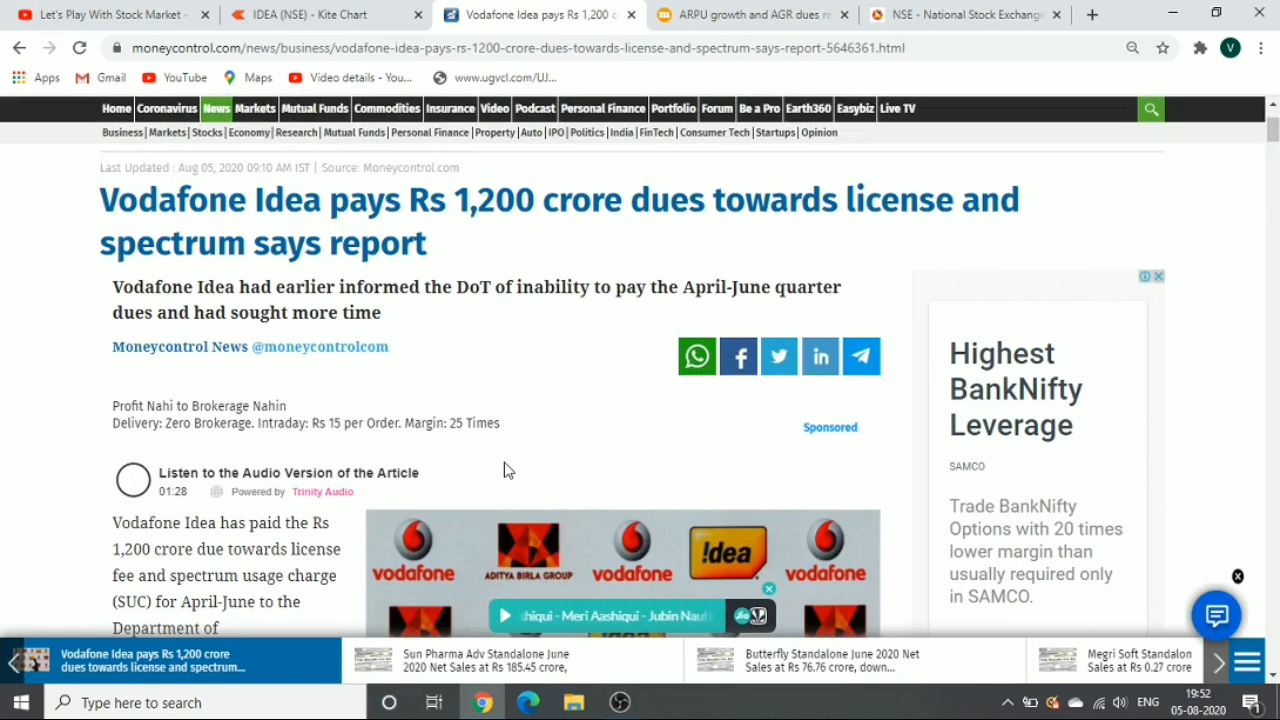 Let's Play With Stock Market -
IDEA (NSE) - Kite Chart
Vodafone Idea pays Rs 1,200 c
ARPU growth and AGR dues re
NSE - National Stock Exchang
moneycontrol.com/news/business/vodafone-idea-pays-rs-1200-crore-dues-towards-license-and-spectrum-says-report-5646361.html
V
Apps
Gmail
YouTube
Maps
Video details - You...
www.ugvcl.com/UJ...
Home Coronavirus News Markets Mutual Funds Commodities Insurance Video Podcast Personal Finance Portfolio Forum Be a Pro Earth360 Easybiz Live TV
Business | Markets | Stocks | Economy | Research | Mutual Funds | Personal Finance | Property | Auto | IPO | Politics | India | FinTech | Consumer Tech | Startups | Opinion
Last Updated : Aug 05, 2020 09:10 AM IST | Source: Moneycontrol.com
Vodafone Idea pays Rs 1,200 crore dues towards license and
spectrum says report
Vodafone Idea had earlier informed the DoT of inability to pay the April-June quarter
dues and had sought more time
Moneycontrol News @moneycontrolcom
Profit Nahi to Brokerage Nahin
Delivery: Zero Brokerage. Intraday: Rs 15 per Order. Margin: 25 Times
Sponsored
Listen to the Audio Version of the Article
01:28 Powered by Trinity Audio
Vodafone Idea has paid the Rs
1,200 crore due towards license
fee and spectrum usage charge
(SUC) for April-June to the
Department of
vodafone
ADITYA BIRLA GROUP
vodafone
!dea
vodafone
shiqui - Meri Aashiqui - Jubin Nauti
Jio
Highest
BankNifty
Leverage
SAMCO
Trade BankNifty
Options with 20 times
lower margin than
usually required only
in SAMCO.
Vodafone Idea pays Rs 1,200 crore
dues towards license and spectrum...
Sun Pharma Adv Standalone June
2020 Net Sales at Rs 185.45 crore,
Butterfly Standalone June 2020 Net
Sales at Rs 76.76 crore, down...
Megri Soft Standalon
Sales at Rs 0.27 crore
Type here to search
ENG
19:52
05-08-2020
1